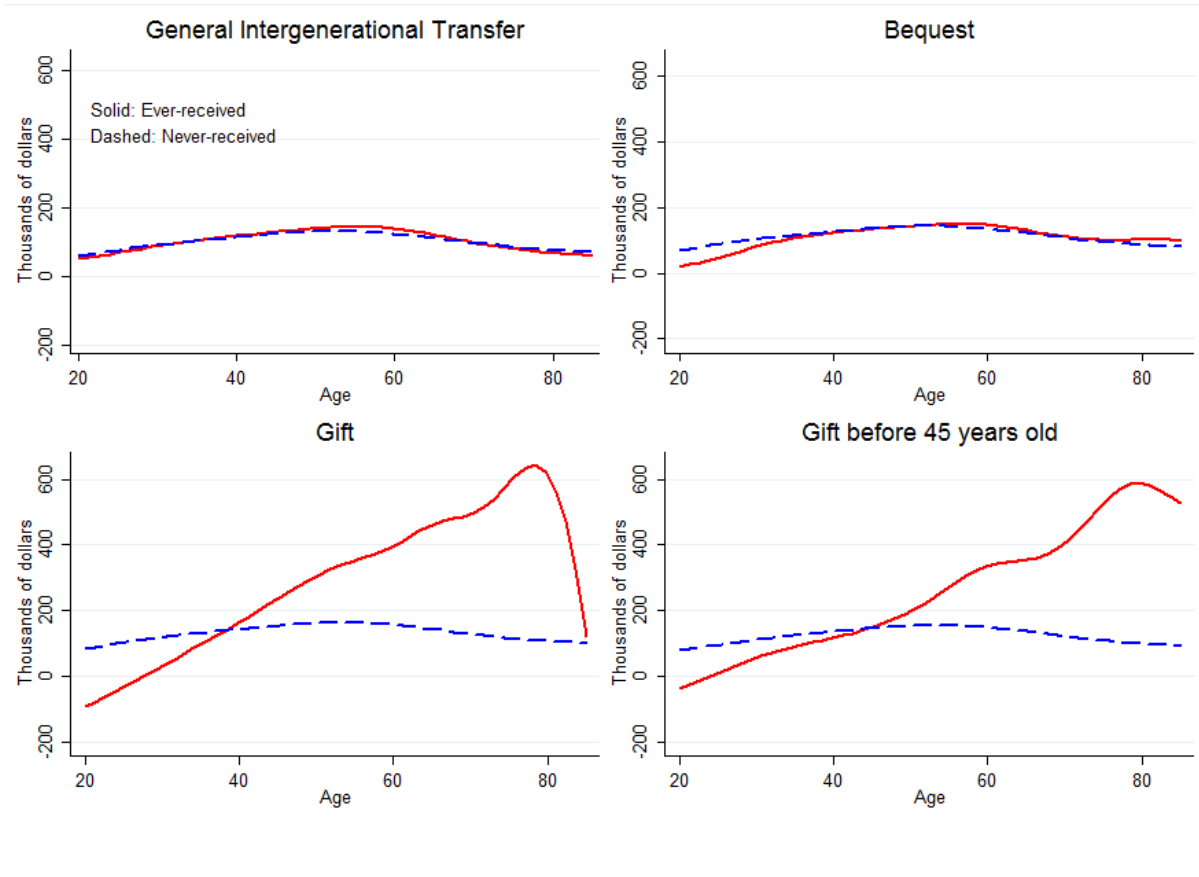 General Intergenerational Transfer
Thousands of dollars
600
400
200
0
-200
Solid: Ever-received
Dashed: Never-received
20 40 60 80
Age
Bequest
Thousands of dollars
600
400
200
0
-200
20 40 60 80
Age
Gift
Thousands of dollars
600
400
200
0
-200
20 40 60 80
Age
Gift before 45 years old
Thousands of dollars
600
400
200
0
-200
20 40 60 80
Age